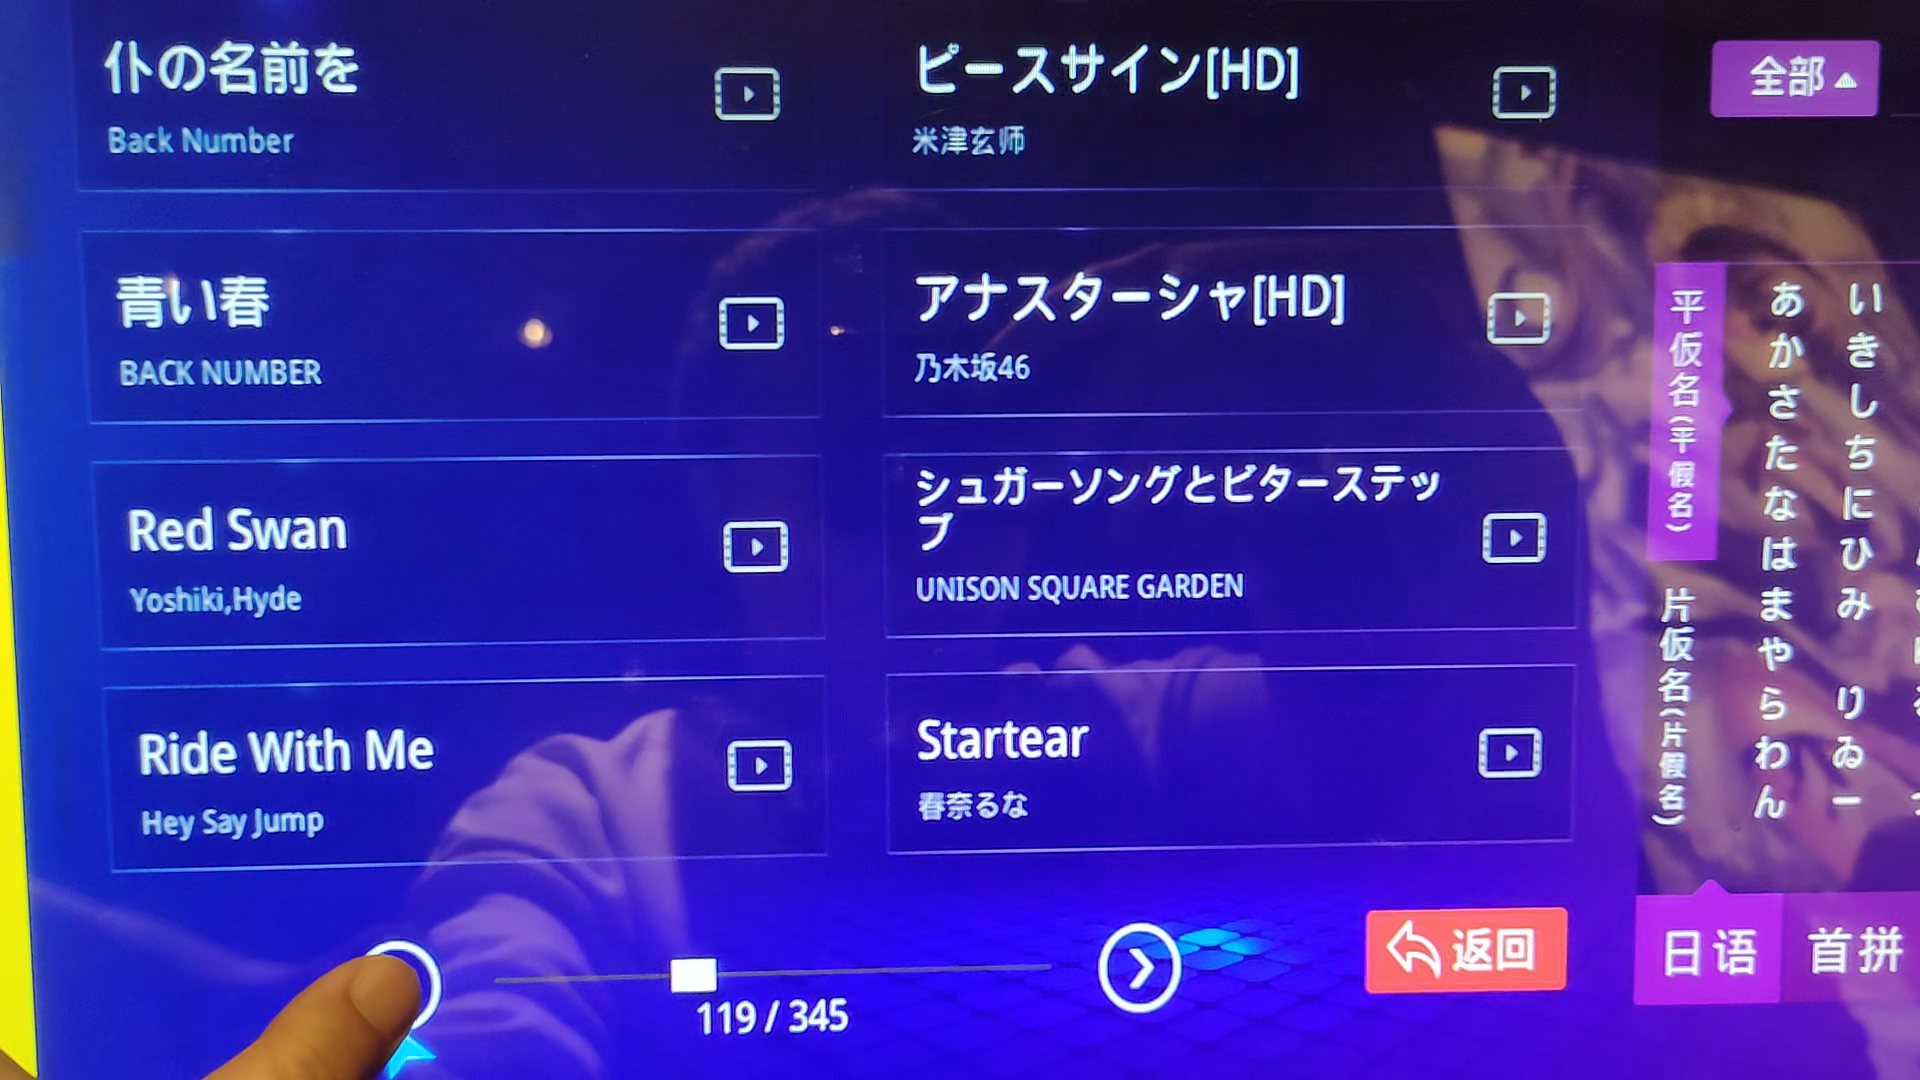 仆の名前を
Back Number
ピースサイン[HD]
米津玄师
青い春
BACK NUMBER
アナスターシャ[HD]
乃木坂46
Red Swan
Yoshiki,Hyde
シュガーソングとビターステッ
プ
UNISON SQUARE GARDEN
Ride With Me
Hey Say Jump
Startear
春奈るな
119 / 345
返回
全部
平仮名(平假名)
片仮名(片假名)
あかさたなはまやらわん
いきしちにひみ りゐー
日语
首拼